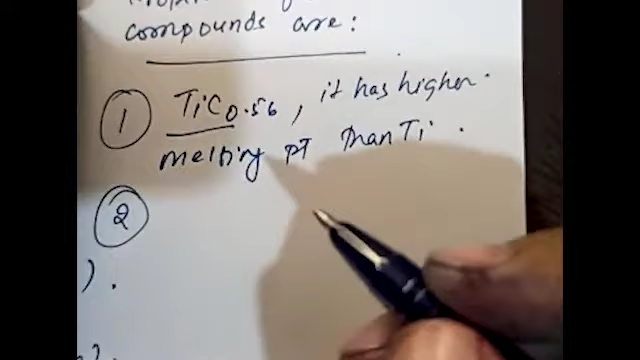 compounds are:
① TiC0.56, it has higher.
melting pt than Ti.
②
).